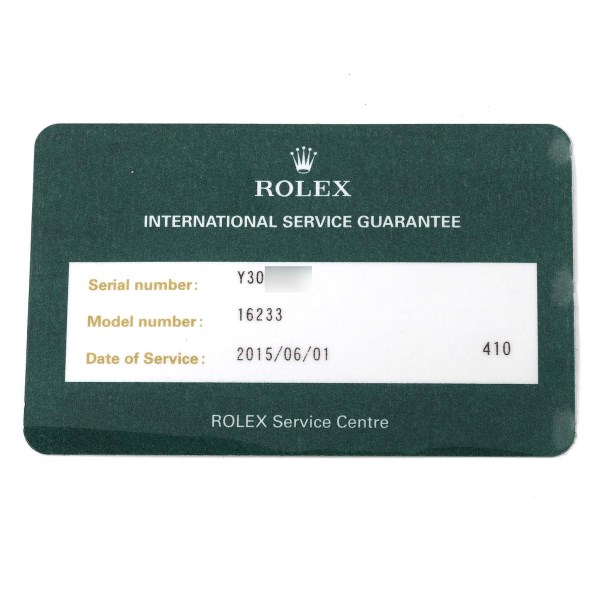 ROLEX
INTERNATIONAL SERVICE GUARANTEE
Serial number: Y30
Model number: 16233
Date of Service: 2015/06/01 410
ROLEX Service Centre